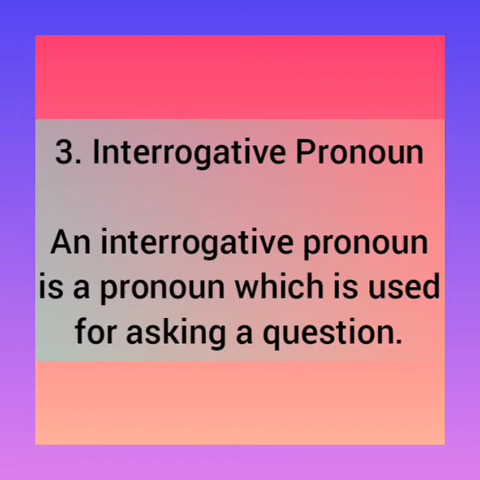 3. Interrogative Pronoun
An interrogative pronoun
is a pronoun which is used
for asking a question.